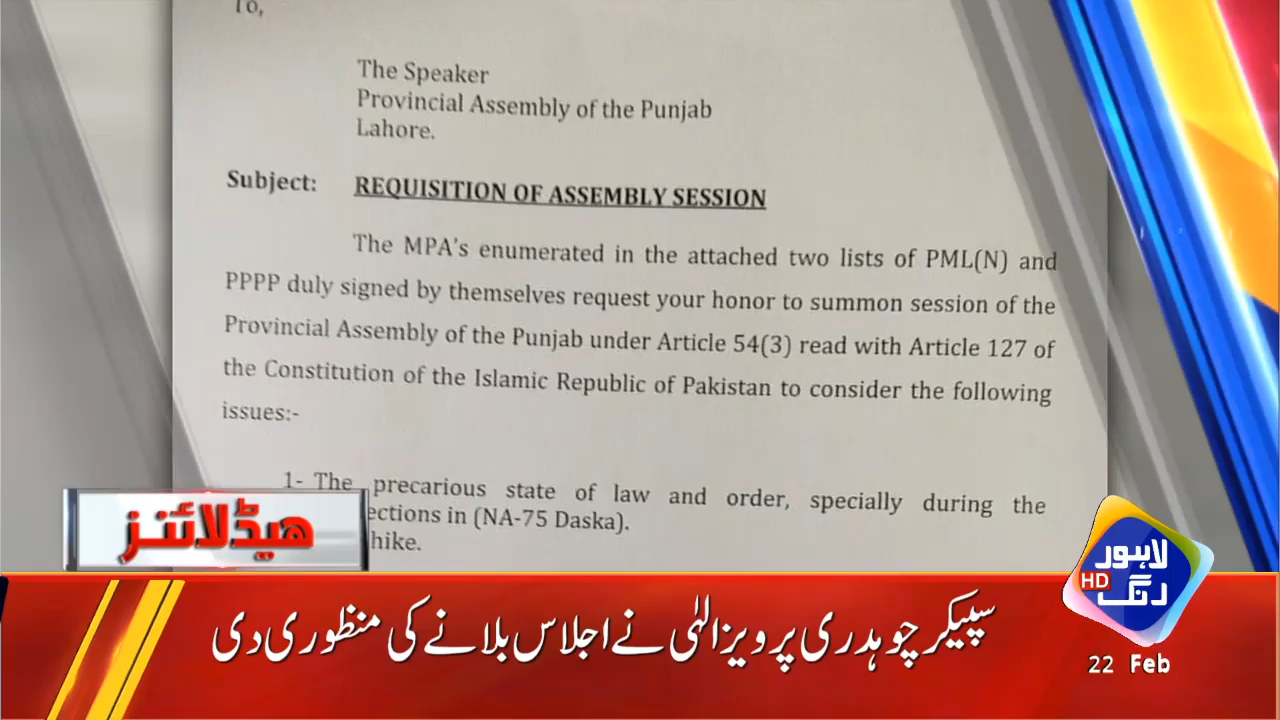 To,
The Speaker
Provincial Assembly of the Punjab
Lahore.
Subject: REQUISITION OF ASSEMBLY SESSION
The MPA's enumerated in the attached two lists of PML(N) and
PPPP duly signed by themselves request your honor to summon session of the
Provincial Assembly of the Punjab under Article 54(3) read with Article 127 of
the Constitution of the Islamic Republic of Pakistan to consider the following
issues:-
1- The precarious state of law and order, specially during the
ections in (NA-75 Daska).
hike.
ہیڈلائنز
لاہور
HD رنگ
سپیکر چوہدری پرویز الٰہی نے اجلاس بلانے کی منظوری دی
22 Feb